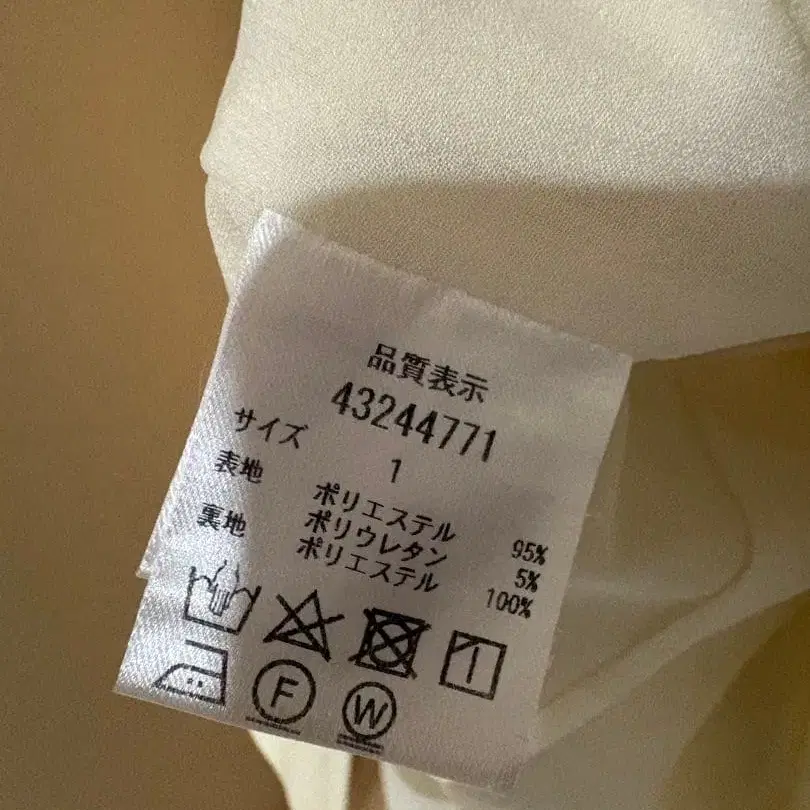 品質表示
43244771
サイズ 1
表地 ポリエステル 95%
ポリウレタン 5%
裏地 ポリエステル 100%
F
W